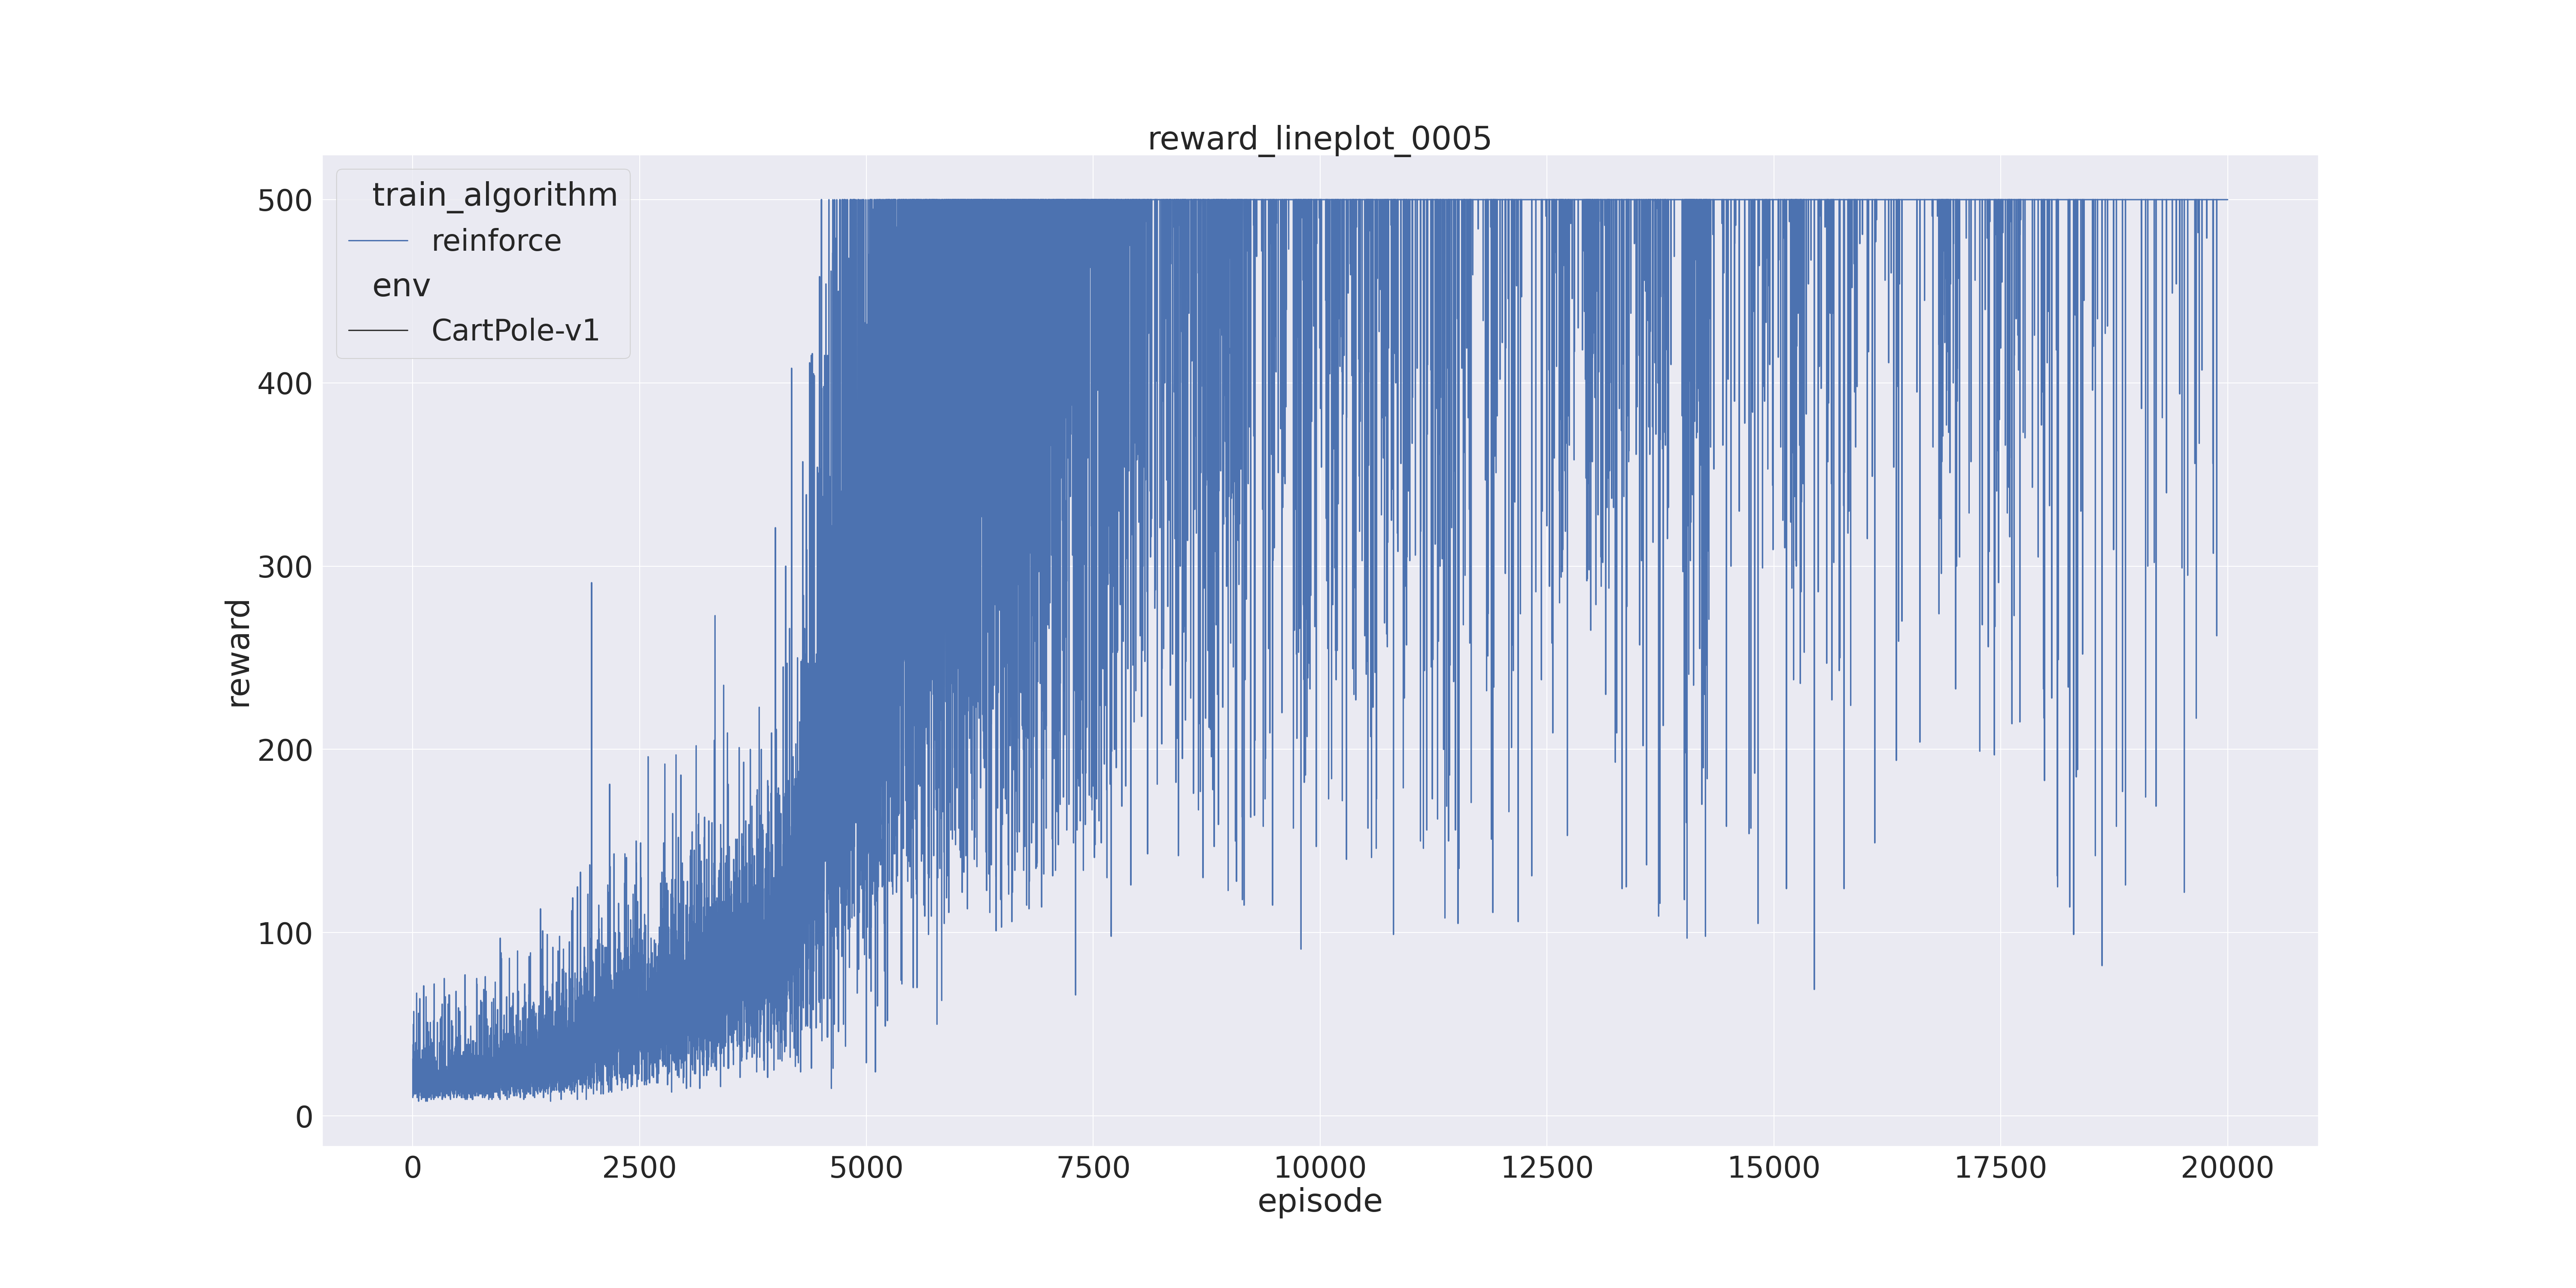 reward_lineplot_0005
train_algorithm
reinforce
env
CartPole-v1
500
400
300
200
100
0
reward
0 2500 5000 7500 10000 12500 15000 17500 20000
episode